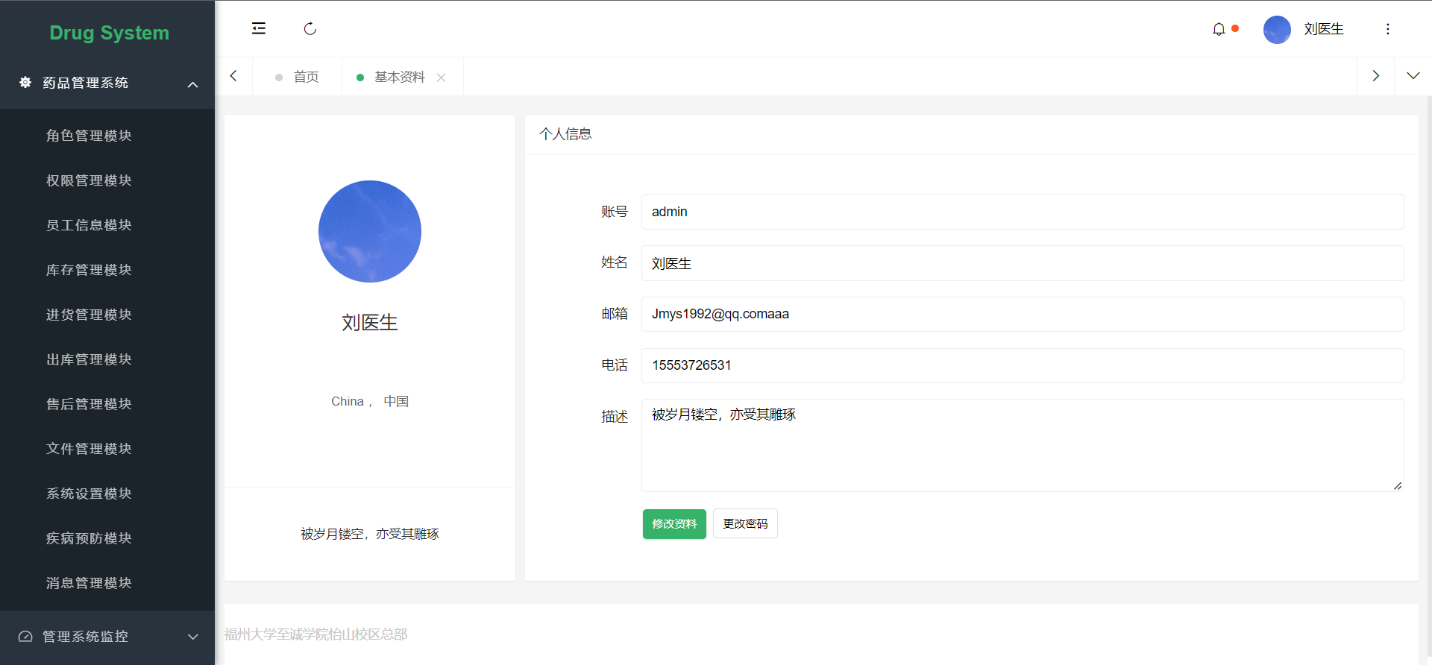 Drug System
药品管理系统
角色管理模块
权限管理模块
员工信息模块
库存管理模块
进货管理模块
出库管理模块
售后管理模块
文件管理模块
系统设置模块
疾病预防模块
消息管理模块
管理系统监控
刘医生
首页
基本资料
刘医生
China ， 中国
被岁月镂空，亦受其雕琢
个人信息
账号 admin
姓名 刘医生
邮箱 Jmys1992@qq.comaaa
电话 15553726531
描述 被岁月镂空，亦受其雕琢
修改资料 更改密码
福州大学至诚学院怡山校区总部